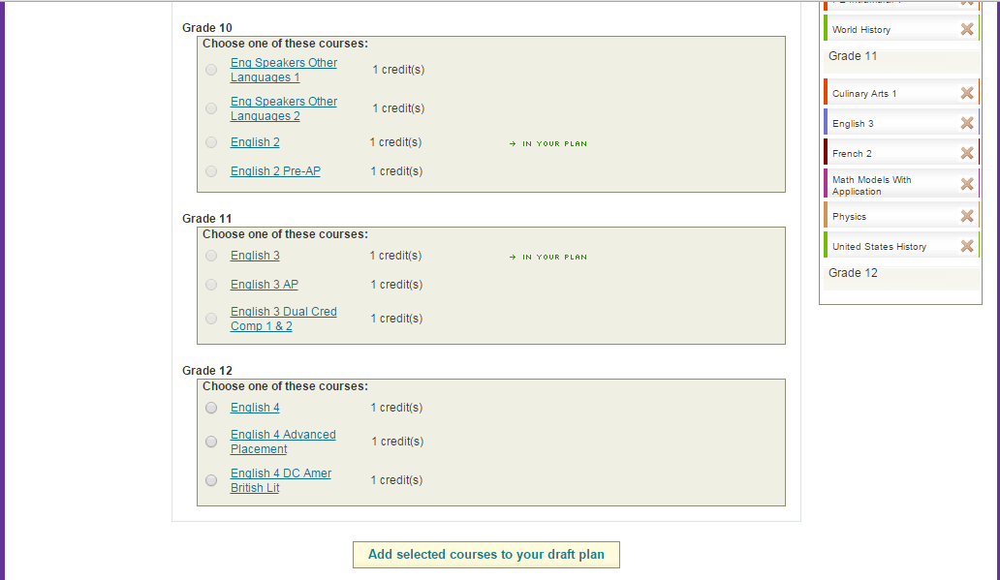 Grade 10
Choose one of these courses:
Eng Speakers Other
Languages 1
1 credit(s)
Eng Speakers Other
Languages 2
1 credit(s)
English 2
1 credit(s)
→ IN YOUR PLAN
English 2 Pre-AP
1 credit(s)
Grade 11
Choose one of these courses:
English 3
1 credit(s)
→ IN YOUR PLAN
English 3 AP
1 credit(s)
English 3 Dual Cred
Comp 1 & 2
1 credit(s)
Grade 12
Choose one of these courses:
English 4
1 credit(s)
English 4 Advanced
Placement
1 credit(s)
English 4 DC Amer
British Lit
1 credit(s)
Add selected courses to your draft plan
World History
Grade 11
Culinary Arts 1
English 3
French 2
Math Models With
Application
Physics
United States History
Grade 12